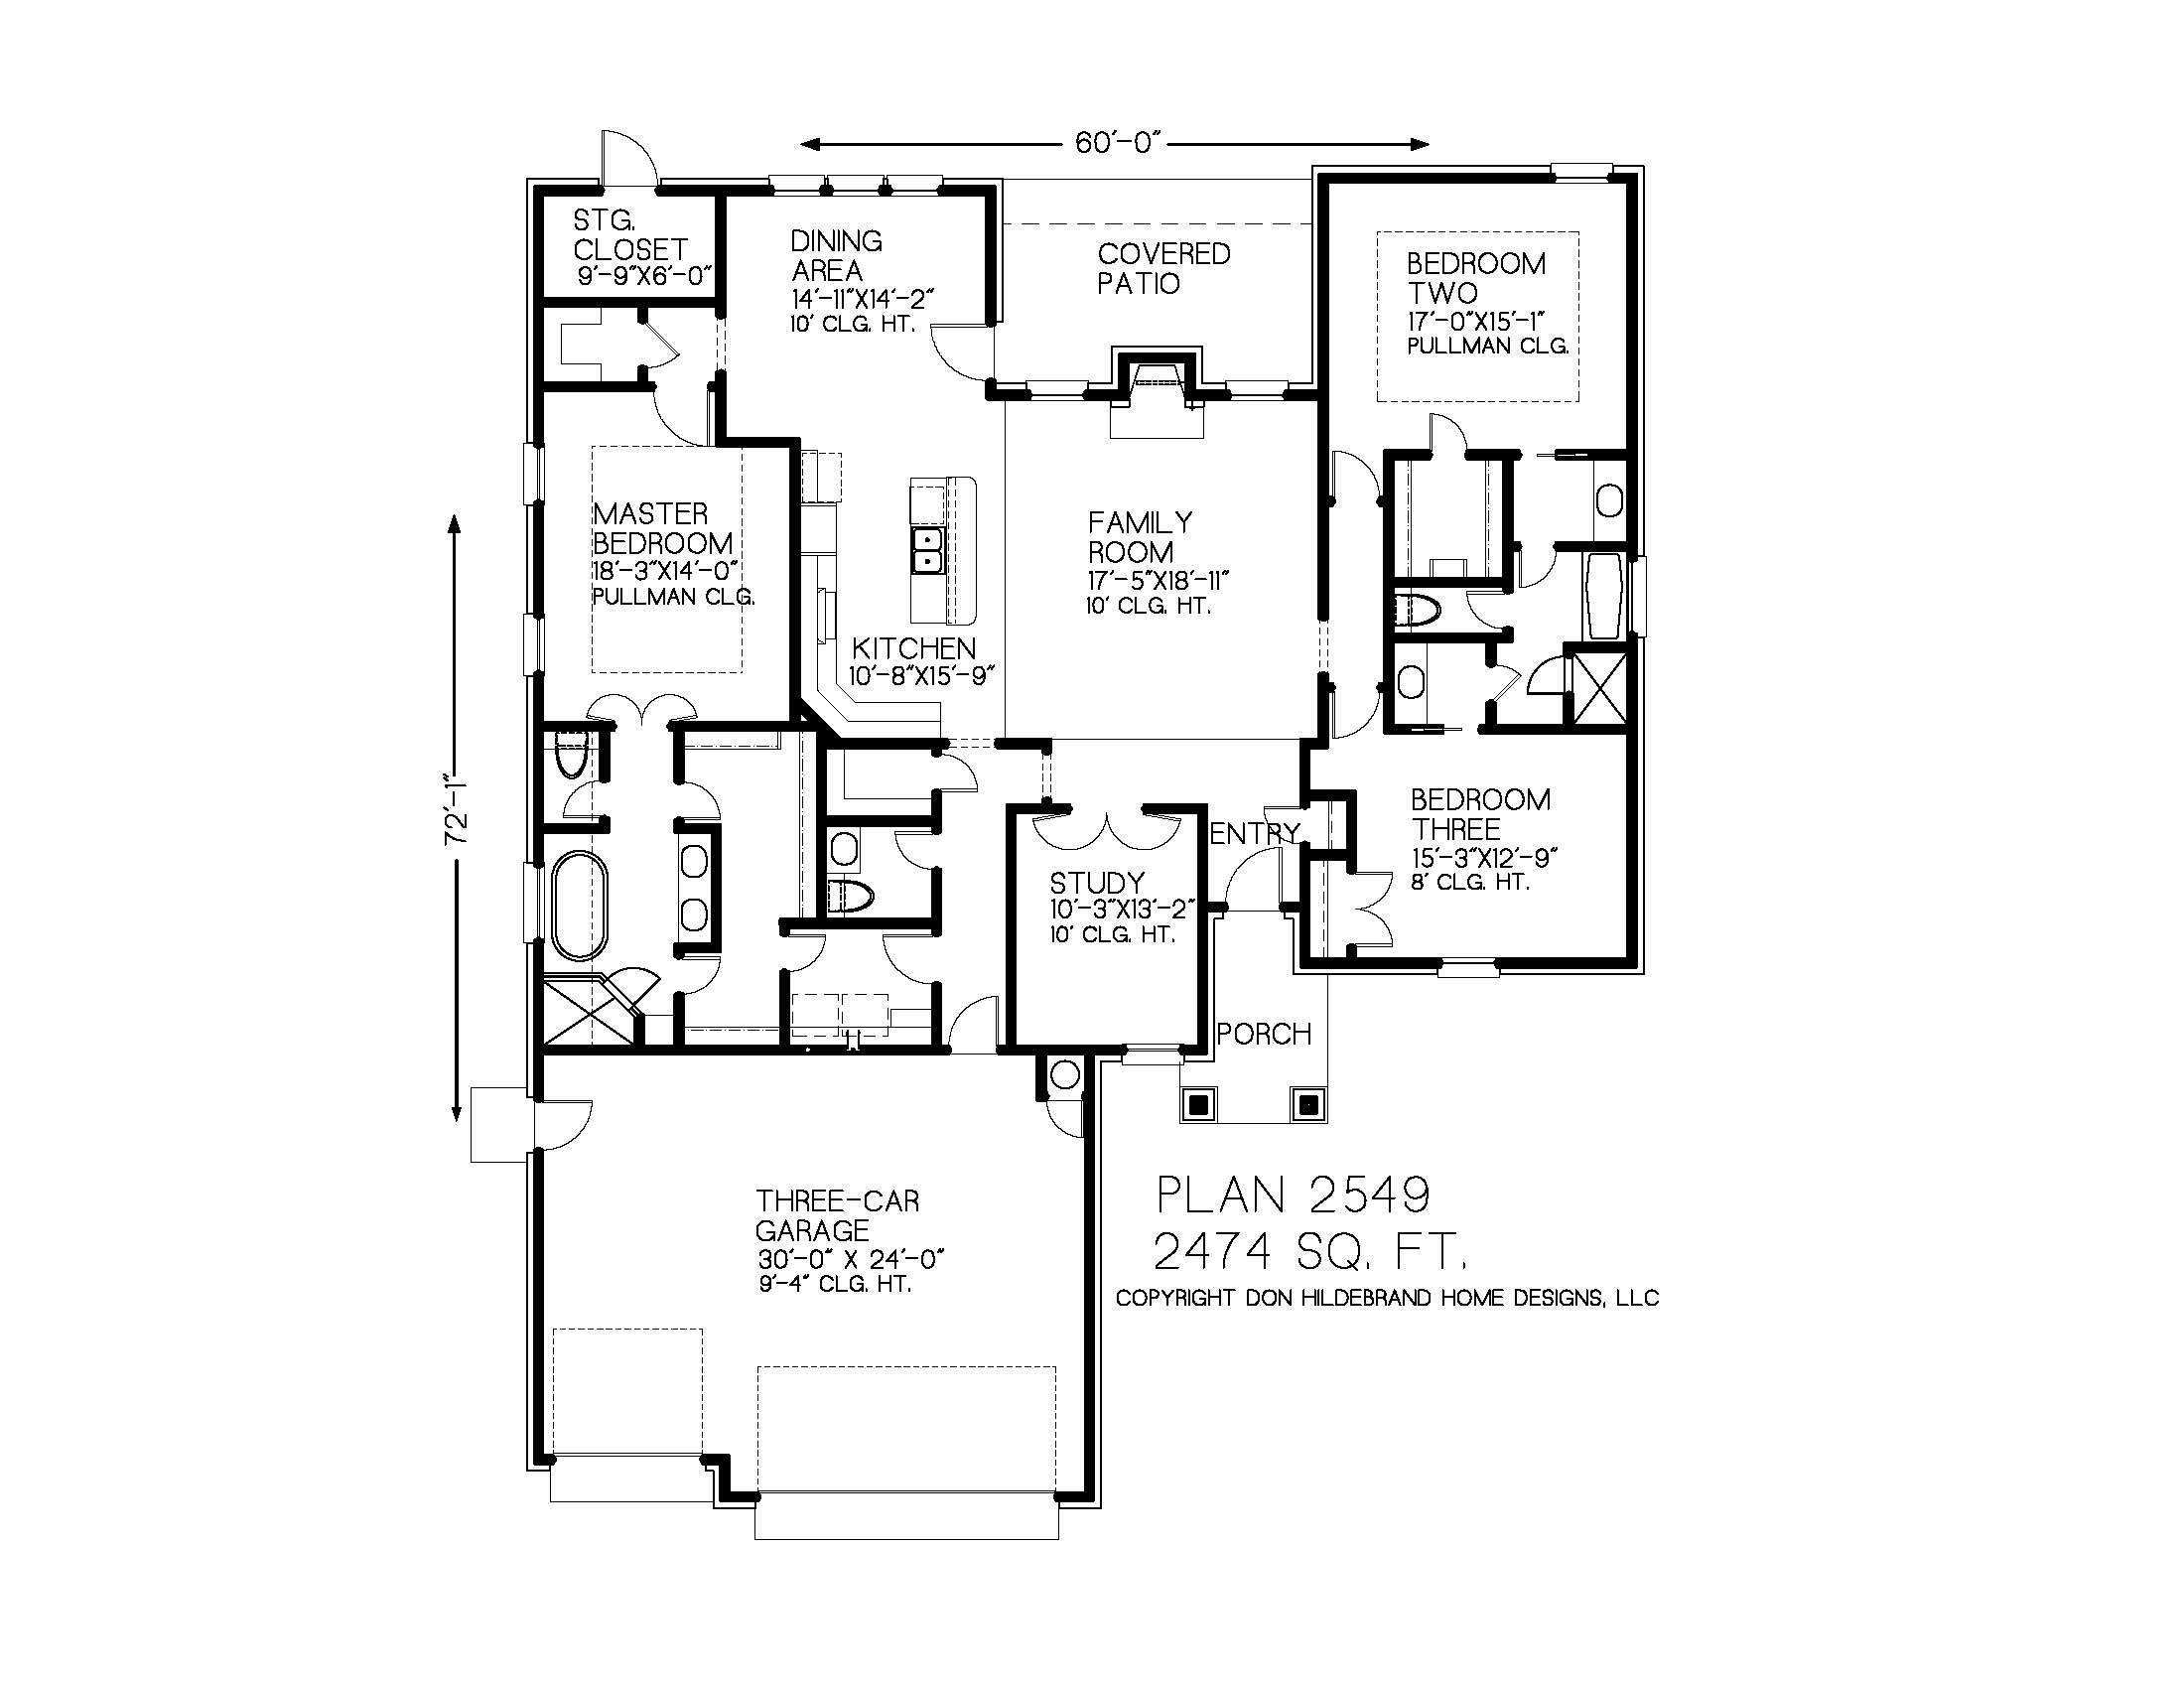 60'-0"
STG.
CLOSET
9'-9"X6'-0"
DINING
AREA
14'-11"X14'-2"
10' CLG. HT.
COVERED
PATIO
BEDROOM
TWO
17'-0"X15'-1"
PULLMAN CLG.
MASTER
BEDROOM
18'-3"X14'-0"
PULLMAN CLG.
FAMILY
ROOM
17'-5"X18'-11"
10' CLG. HT.
KITCHEN
10'-8"X15'-9"
72'-1"
BEDROOM
THREE
15'-3"X12'-9"
8' CLG. HT.
ENTRY
STUDY
10'-3"X13'-2"
10' CLG. HT.
PORCH
THREE-CAR
GARAGE
30'-0" X 24'-0"
9'-4" CLG. HT.
PLAN 2549
2474 SQ. FT.
COPYRIGHT DON HILDEBRAND HOME DESIGNS, LLC